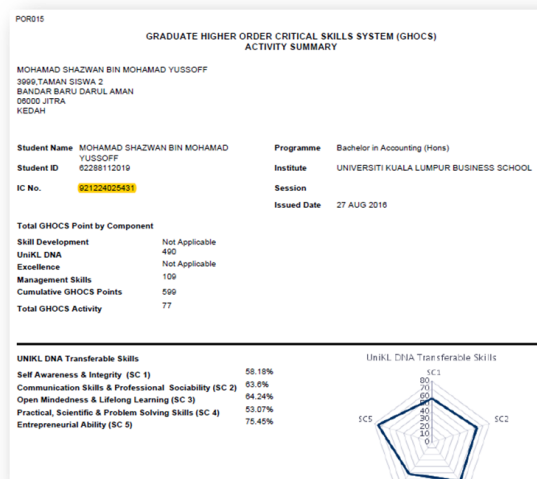 POR015
GRADUATE HIGHER ORDER CRITICAL SKILLS SYSTEM (GHOCS)
ACTIVITY SUMMARY
MOHAMAD SHAZWAN BIN MOHAMAD YUSSOFF
3999,TAMAN SISWA 2
BANDAR BARU DARUL AMAN
06000 JITRA
KEDAH
Student Name MOHAMAD SHAZWAN BIN MOHAMAD YUSSOFF
Student ID 62288112019
IC No. 921224025431
Programme Bachelor in Accounting (Hons)
Institute UNIVERSITI KUALA LUMPUR BUSINESS SCHOOL
Session
Issued Date 27 AUG 2016
Total GHOCS Point by Component
Skill Development Not Applicable
UniKL DNA 490
Excellence Not Applicable
Management Skills 109
Cumulative GHOCS Points 599
Total GHOCS Activity 77
UNIKL DNA Transferable Skills
Self Awareness & Integrity (SC 1) 58.18%
Communication Skills & Professional Sociability (SC 2) 63.6%
Open Mindedness & Lifelong Learning (SC 3) 64.24%
Practical, Scientific & Problem Solving Skills (SC 4) 53.07%
Entrepreneurial Ability (SC 5) 75.45%
UniKL DNA Transferable Skills
SC1
80
70
60
50
40
30
20
10
0
SC5
SC2